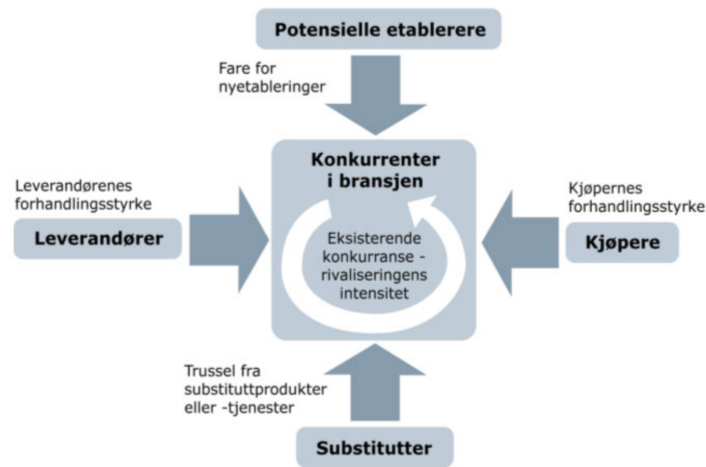 Potensielle etablerere
Fare for
nyetableringer
Konkurrenter
i bransjen
Leverandørenes
forhandlingsstyrke
Leverandører
Eksisterende
konkurranse -
rivaliseringens
intensitet
Kjøpernes
forhandlingsstyrke
Kjøpere
Trussel fra
substituttprodukter
eller -tjenester
Substitutter